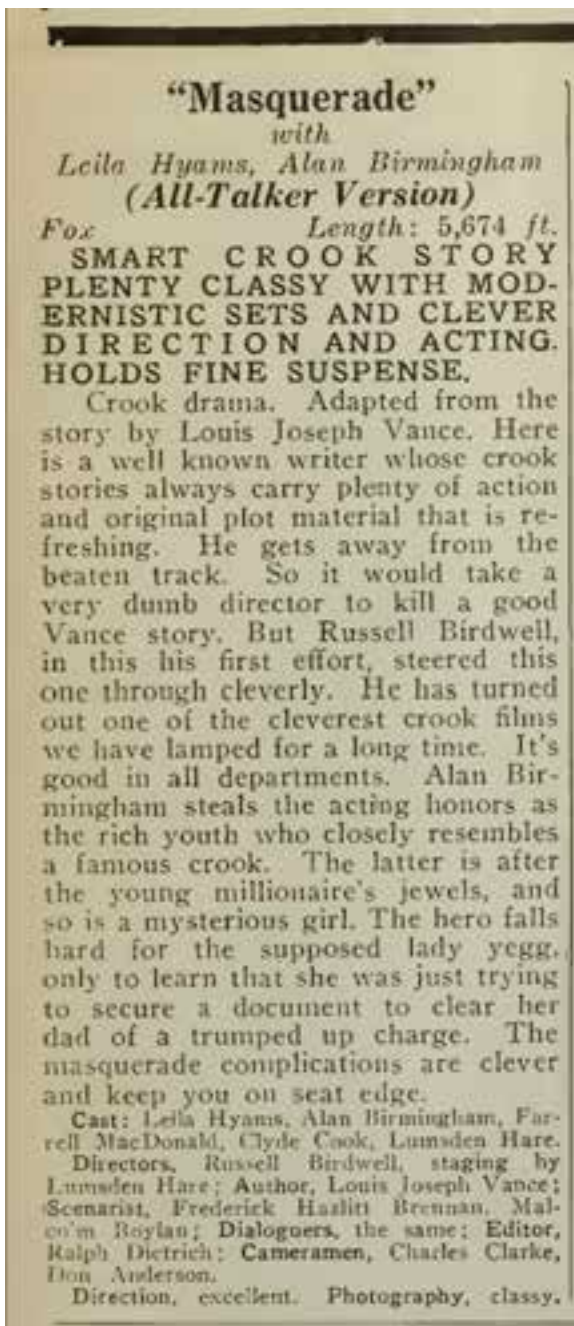 "Masquerade"
with
Leila Hyams, Alan Birmingham
(All-Talker Version)
Fox Length: 5,674 ft.
SMART CROOK STORY
PLENTY CLASSY WITH MOD-
ERNISTIC SETS AND CLEVER
DIRECTION AND ACTING.
HOLDS FINE SUSPENSE.
Crook drama. Adapted from the
story by Louis Joseph Vance. Here
is a well known writer whose crook
stories always carry plenty of action
and original plot material that is re-
freshing. He gets away from the
beaten track. So it would take a
very dumb director to kill a good
Vance story. But Russell Birdwell,
in this his first effort, steered this
one through cleverly. He has turned
out one of the cleverest crook films
we have lamped for a long time. It's
good in all departments. Alan Bir-
mingham steals the acting honors as
the rich youth who closely resembles
a famous crook. The latter is after
the young millionaire's jewels, and
so is a mysterious girl. The hero falls
hard for the supposed lady yegg,
only to learn that she was just trying
to secure a document to clear her
dad of a trumped up charge. The
masquerade complications are clever
and keep you on seat edge.
Cast: Leila Hyams, Alan Birmingham, Far-
rell MacDonald, Clyde Cook, Lumsden Hare.
Directors, Russell Birdwell, staging by
Lumsden Hare; Author, Louis Joseph Vance;
Scenarist, Frederick Hazlitt Brennan, Mal-
co'm Boylan; Dialoguers, the same; Editor,
Ralph Dietrich; Cameramen, Charles Clarke,
Don Anderson.
Direction, excellent. Photography, classy.